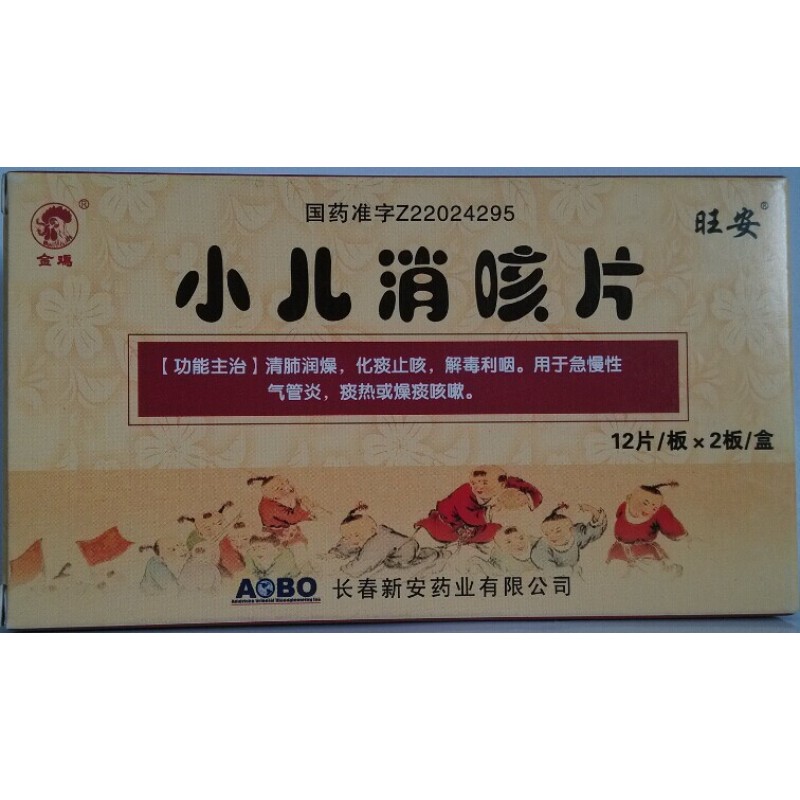 国药准字Z22024295
®
金鸡
旺安®
小儿消咳片
【功能主治】清肺润燥，化痰止咳，解毒利咽。用于急慢性
气管炎，痰热或燥痰咳嗽。
12片/板×2板/盒
AOBO
长春新安药业有限公司